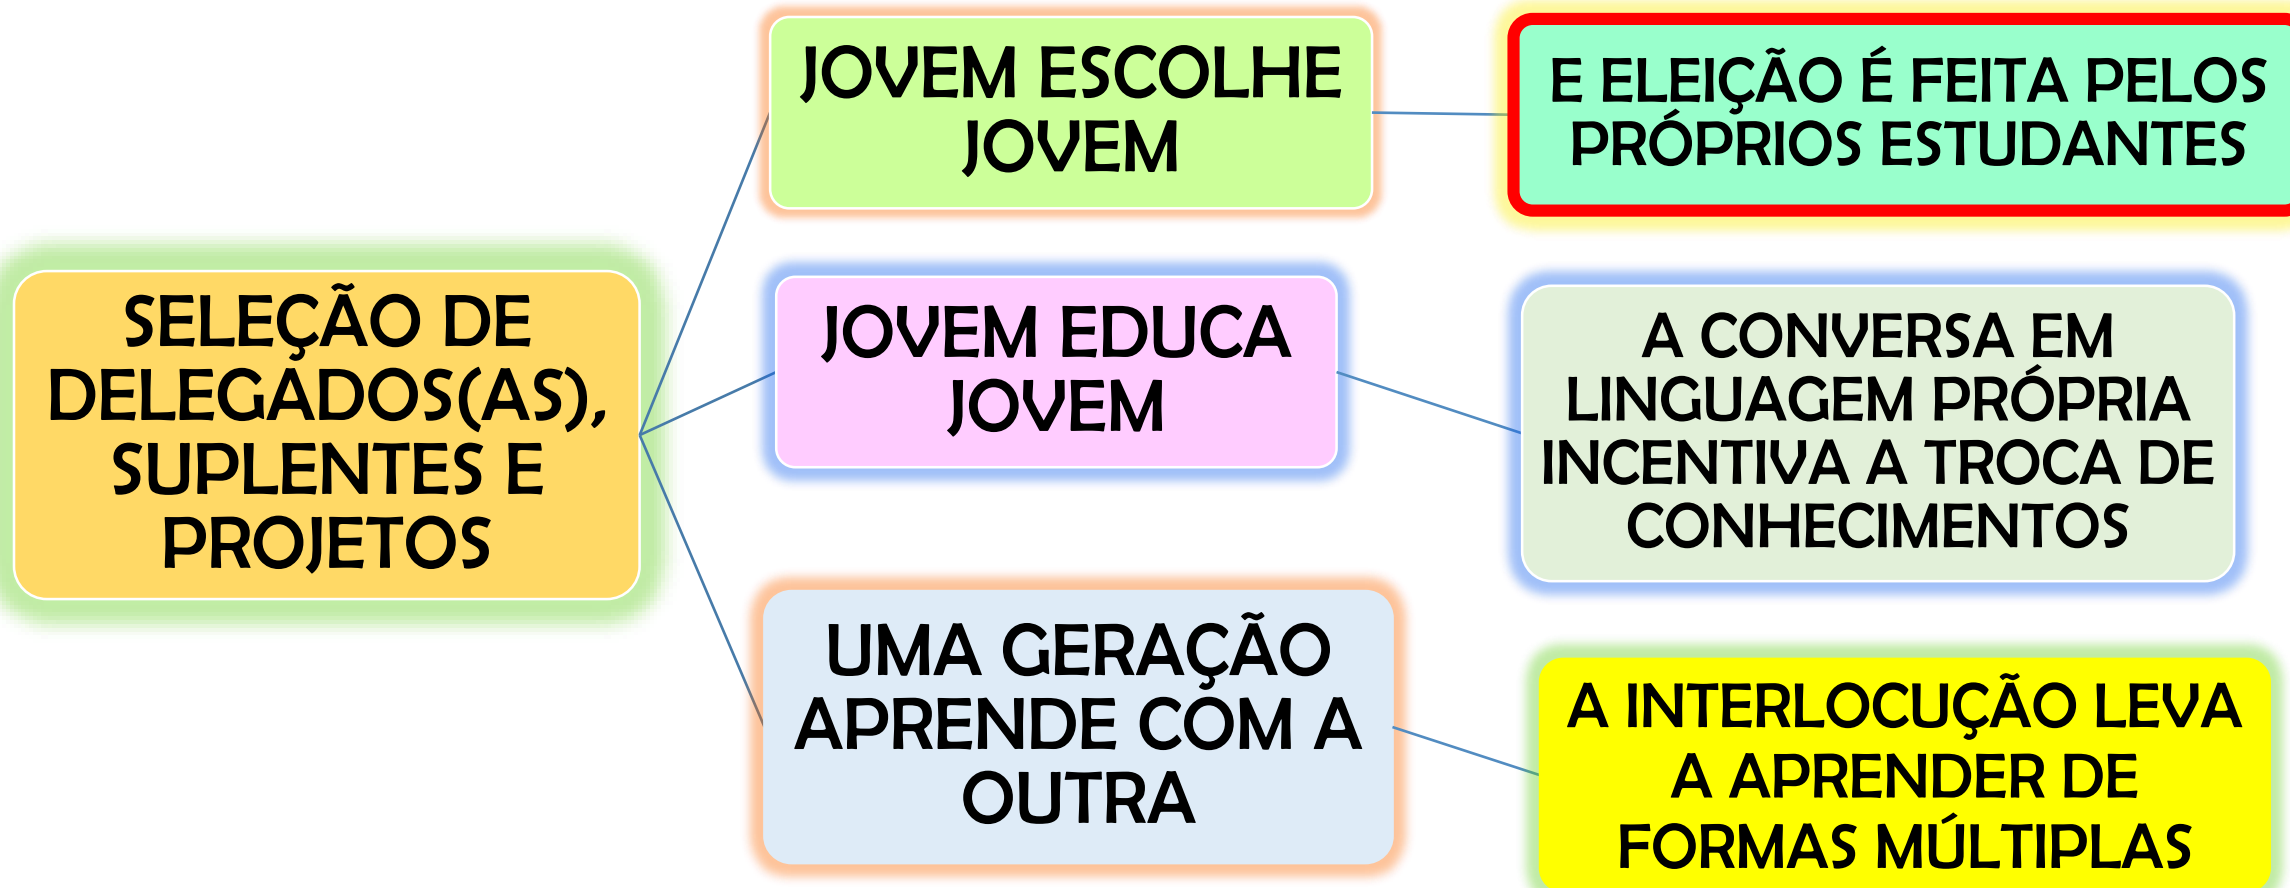 SELEÇÃO DE
DELEGADOS(AS),
SUPLENTES E
PROJETOS
JOVEM ESCOLHE
JOVEM
E ELEIÇÃO É FEITA PELOS
PRÓPRIOS ESTUDANTES
JOVEM EDUCA
JOVEM
A CONVERSA EM
LINGUAGEM PRÓPRIA
INCENTIVA A TROCA DE
CONHECIMENTOS
UMA GERAÇÃO
APRENDE COM A
OUTRA
A INTERLOCUÇÃO LEVA
A APRENDER DE
FORMAS MÚLTIPLAS